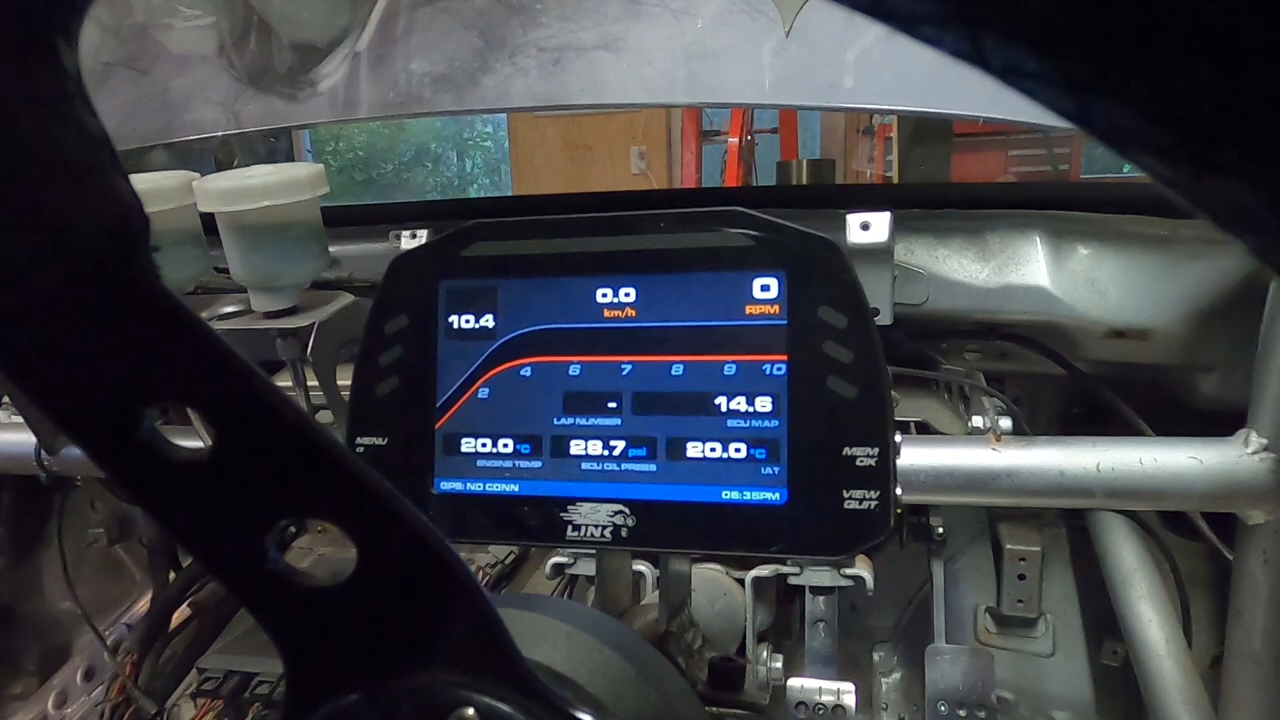 0.0
0
10.4
km/h
RPM
2 4 6 7 8 9 10
- 14.6
LAP NUMBER ECU MAP
MENU
20.0 °C 28.7 psi 20.0 °C
ENGINE TEMP ECU OIL PRESS IAT
MEM
OK
GPS: NO CONN 06:35PM
VIEW
QUIT
LINK